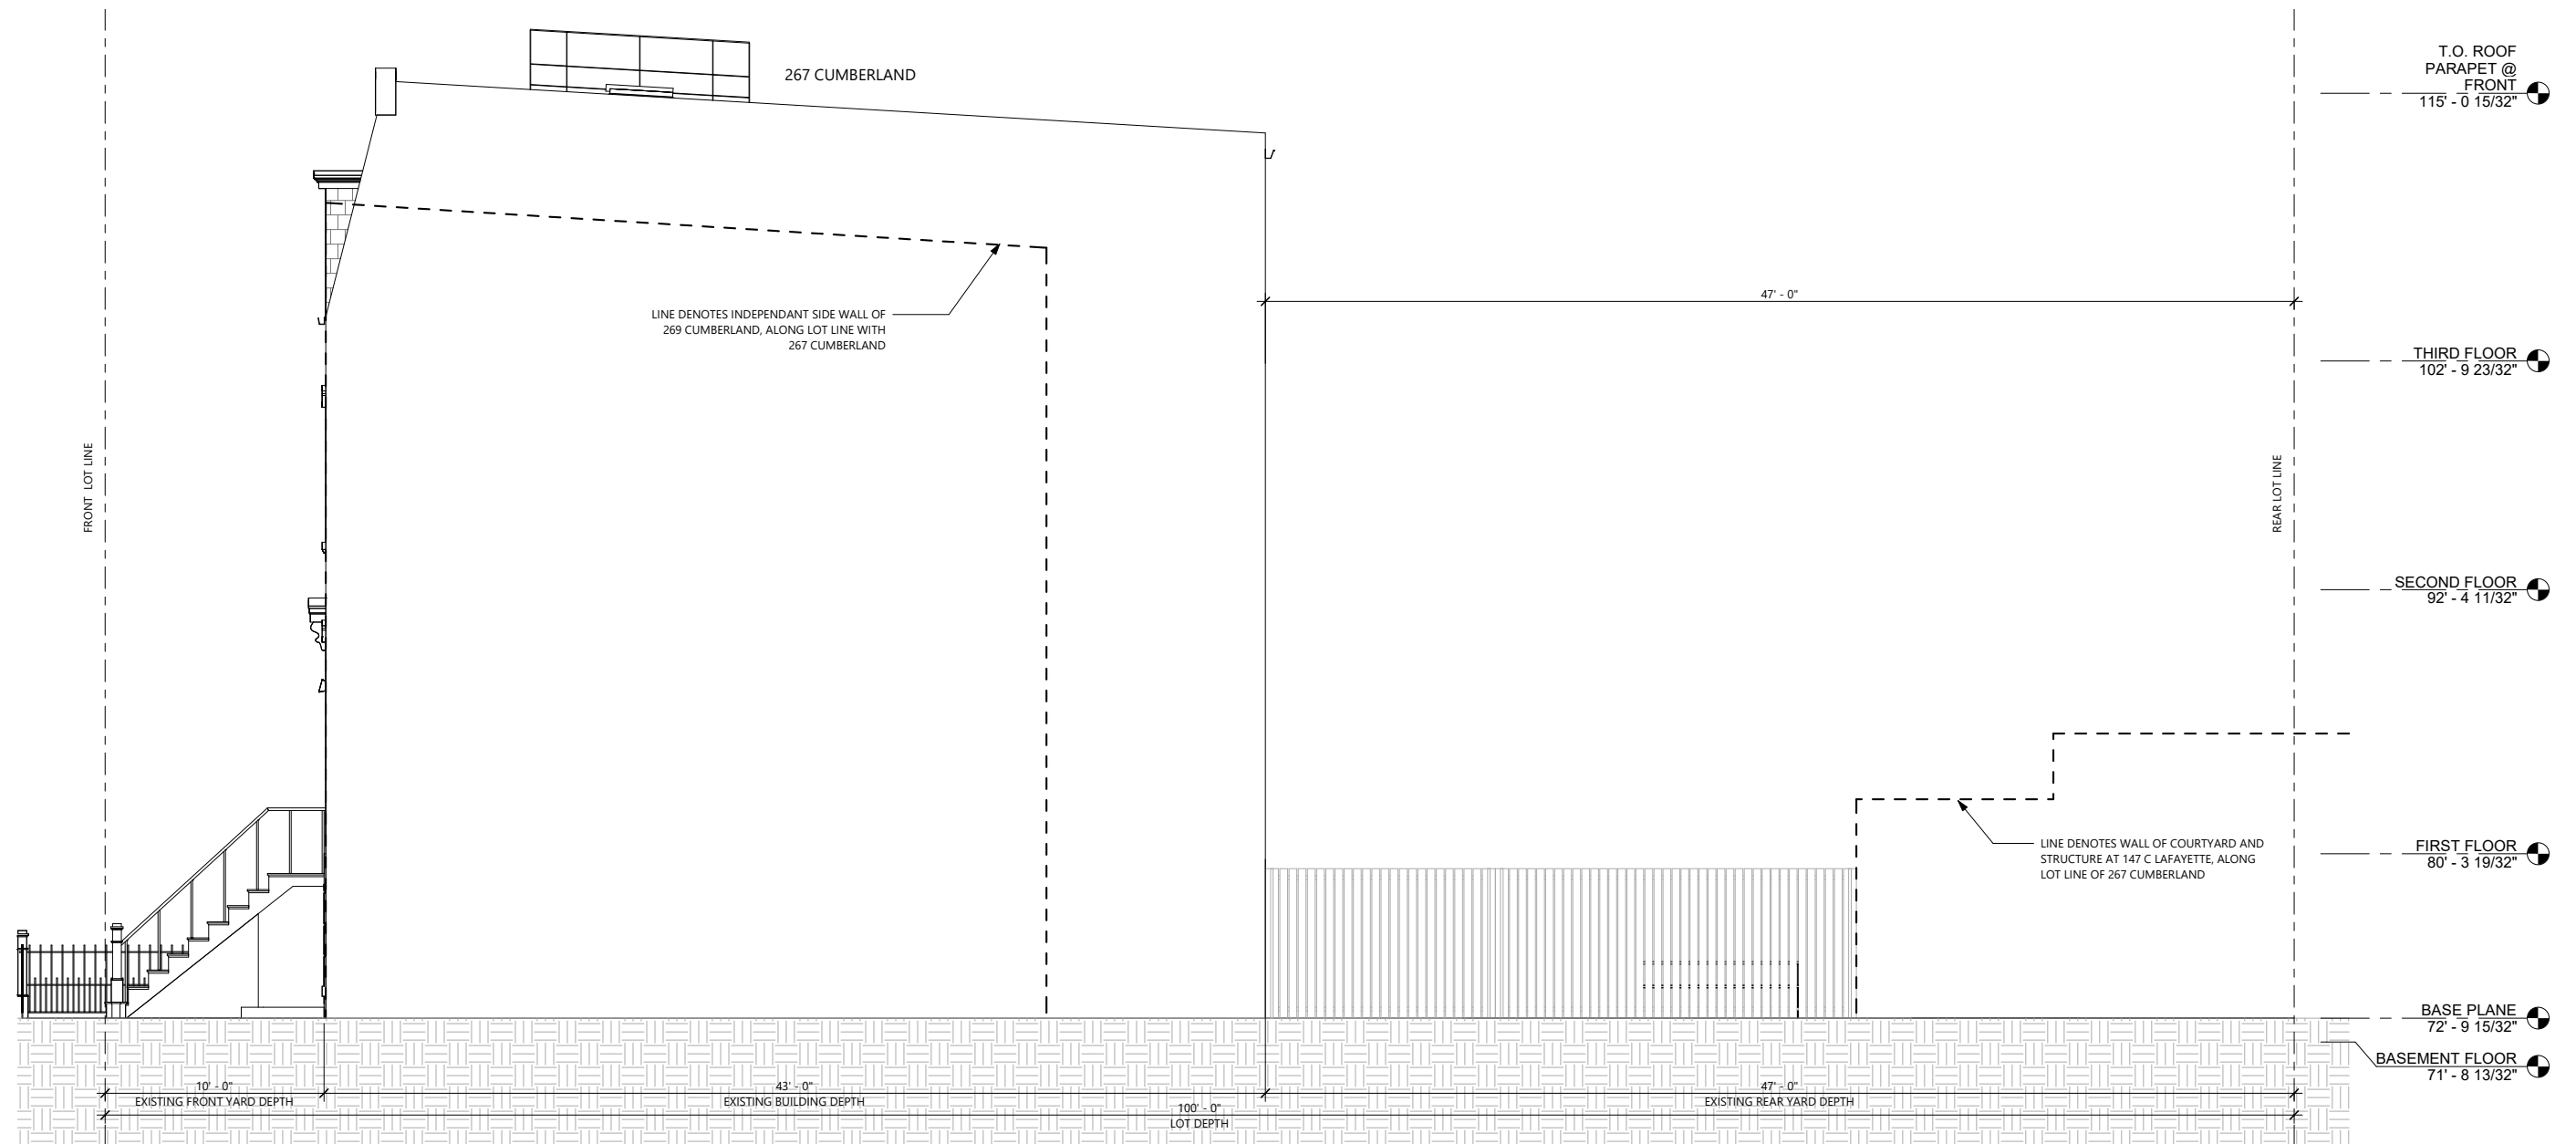 267 CUMBERLAND
T.O. ROOF
PARAPET @
FRONT
115' - 0 15/32"
LINE DENOTES INDEPENDANT SIDE WALL OF
269 CUMBERLAND, ALONG LOT LINE WITH
267 CUMBERLAND
47' - 0"
THIRD FLOOR
102' - 9 23/32"
FRONT LOT LINE
REAR LOT LINE
SECOND FLOOR
92' - 4 11/32"
LINE DENOTES WALL OF COURTYARD AND
STRUCTURE AT 147 C LAFAYETTE, ALONG
LOT LINE OF 267 CUMBERLAND
FIRST FLOOR
80' - 3 19/32"
BASE PLANE
72' - 9 15/32"
BASEMENT FLOOR
71' - 8 13/32"
10' - 0"
EXISTING FRONT YARD DEPTH
43' - 0"
EXISTING BUILDING DEPTH
47' - 0"
EXISTING REAR YARD DEPTH
100' - 0"
LOT DEPTH